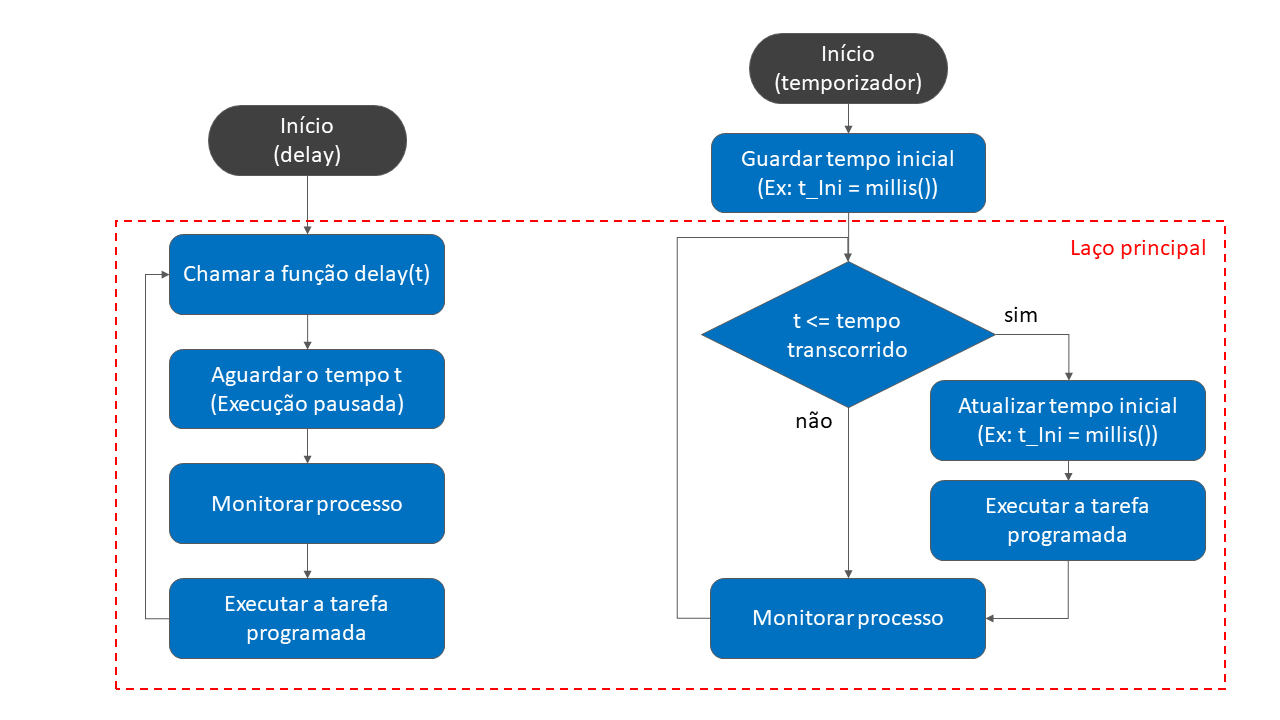 Início
(delay)
Chamar a função delay(t)
Aguardar o tempo t
(Execução pausada)
Monitorar processo
Executar a tarefa
programada
Início
(temporizador)
Guardar tempo inicial
(Ex: t_Ini = millis())
Laço principal
t <= tempo
transcorrido
sim
não
Atualizar tempo inicial
(Ex: t_Ini = millis())
Executar a tarefa
programada
Monitorar processo